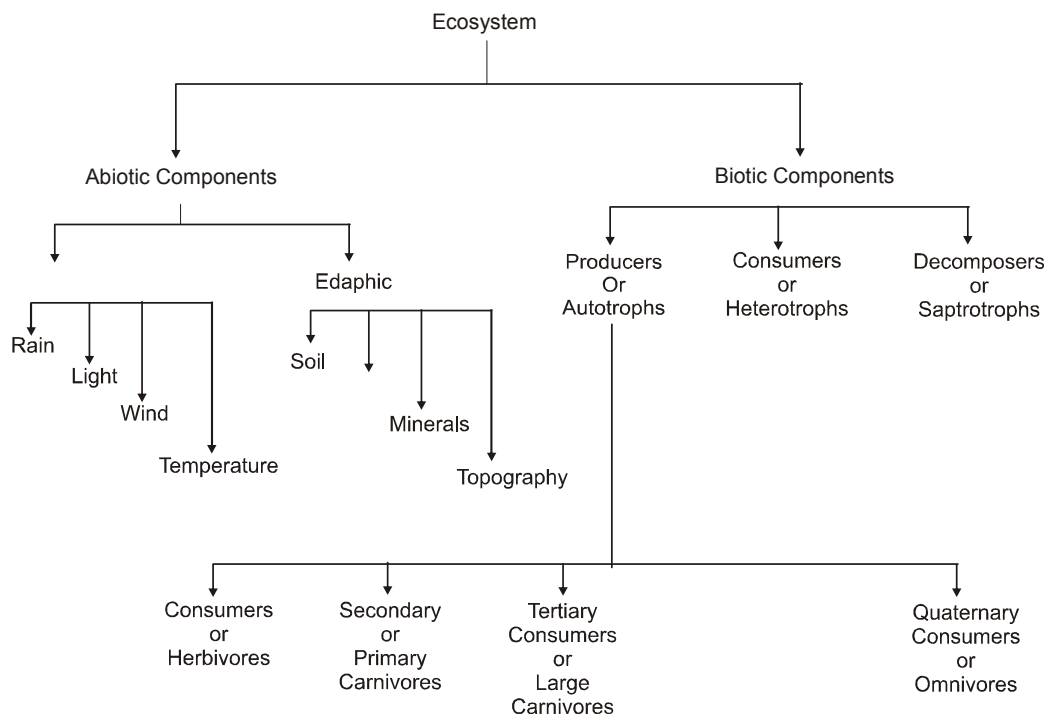 Ecosystem
Abiotic Components
Biotic Components
Edaphic
Rain
Light
Wind
Temperature
Soil
Minerals
Topography
Producers
Or
Autotrophs
Consumers
or
Heterotrophs
Decomposers
or
Saptrotrophs
Consumers
or
Herbivores
Secondary
or
Primary
Carnivores
Tertiary
Consumers
or
Large
Carnivores
Quaternary
Consumers
or
Omnivores